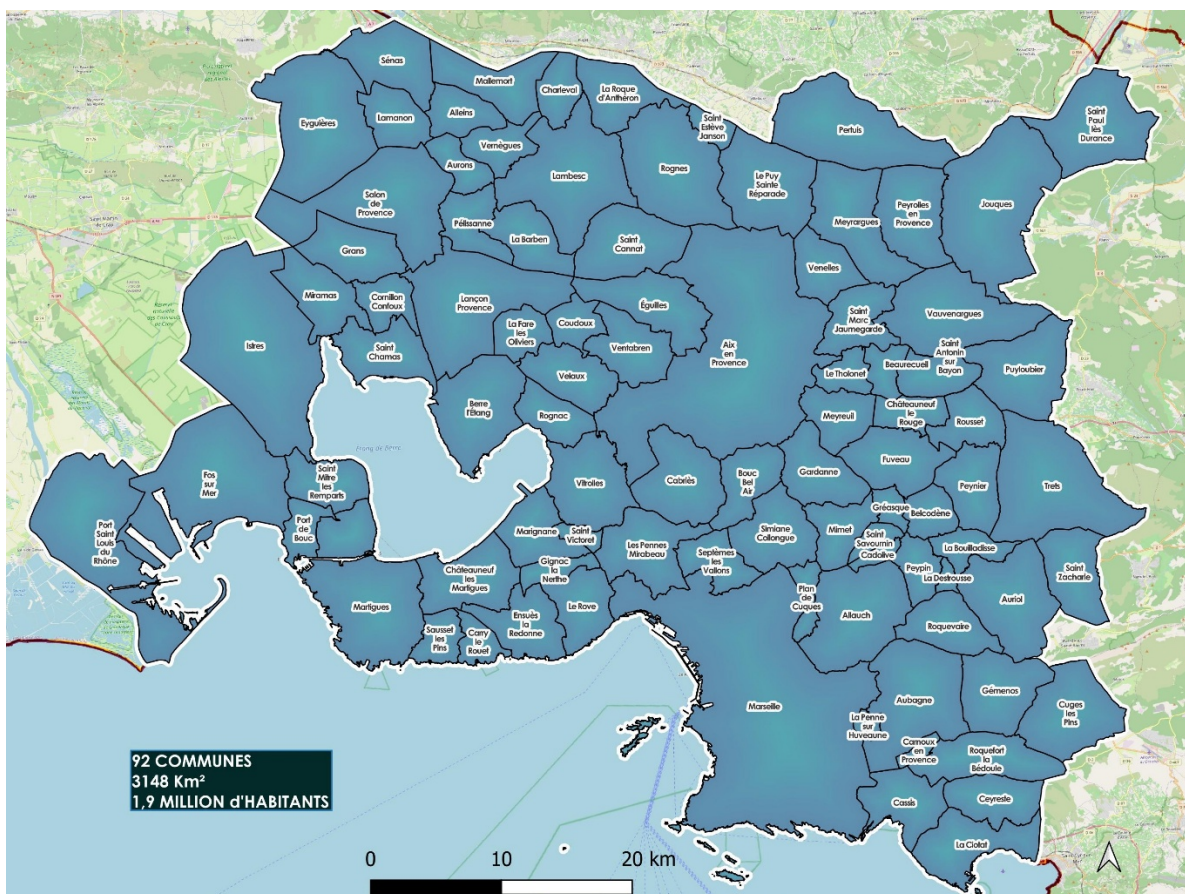 Sénas
Mallemort
Charleval
La Roque
d'Anthéron
Eyguières
Lamanon
Alleins
Saint
Estève
Janson
Pertuis
Saint
Paul
lès
Durance
Vernègues
Aurons
Lambesc
Rognes
Le Puy
Sainte
Réparade
Salon
de
Provence
Peyrolles
en
Provence
Jouques
Pélissanne
Meyrargues
La Barben
Saint
Cannat
Grans
Venelles
Miramas
Cornillon
Confoux
Lançon
Provence
Éguilles
Saint
Marc
Jaumegarde
Vauvenargues
La Fare
les
Oliviers
Coudoux
Ventabren
Istres
Saint
Chamas
Aix
en
Provence
Saint
Antonin
sur
Bayon
Le Tholonet
Beaurecueil
Puyloubier
Velaux
Berre
l'Étang
Rognac
Meyreuil
Châteauneuf
le
Rouge
Rousset
Étang de Berre
Fuveau
Fos
sur
Mer
Saint
Mitre
les
Remparts
Vitrolles
Cabriès
Bouc
Bel
Air
Gardanne
Peynier
Trets
Gréasque
Belcodène
Port
Saint
Louis
du
Rhône
Port
de
Bouc
Marignane
Saint
Victoret
Les Pennes
Mirabeau
Septèmes
les
Vallons
Simiane
Collongue
Mimet
Saint
Savournin
Cadolive
La Bouilladisse
Peypin
La Destrousse
Saint
Zacharie
Châteauneuf
les
Martigues
Gignac
la
Nerthe
Martigues
Ensuès
la
Redonne
Le Rove
Plan
de
Cuques
Allauch
Auriol
Roquevaire
Sausset
les
Pins
Carry
le
Rouet
Marseille
La Penne
sur
Huveaune
Aubagne
Gémenos
Cuges
les
Pins
Carnoux
en
Provence
Roquefort
la
Bédoule
Cassis
Ceyreste
La Ciotat
92 COMMUNES
3148 Km²
1,9 MILLION d'HABITANTS
0 10 20 km